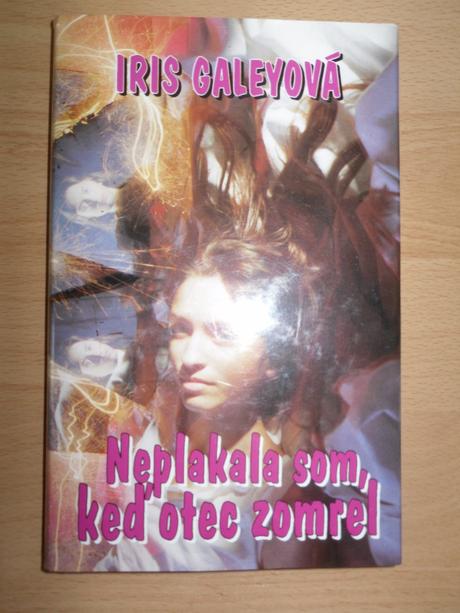 IRIS GALEYOVÁ
Neplakala som,
keď otec zomrel